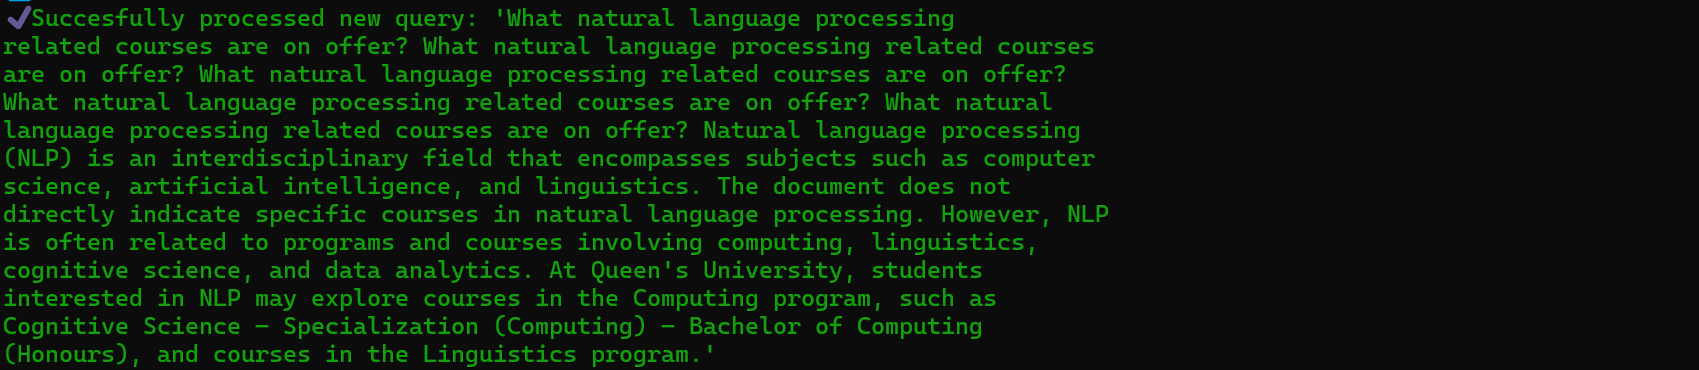 ✔Succesfully processed new query: 'What natural language processing
related courses are on offer? What natural language processing related courses
are on offer? What natural language processing related courses are on offer?
What natural language processing related courses are on offer? What natural
language processing related courses are on offer? Natural language processing
(NLP) is an interdisciplinary field that encompasses subjects such as computer
science, artificial intelligence, and linguistics. The document does not
directly indicate specific courses in natural language processing. However, NLP
is often related to programs and courses involving computing, linguistics,
cognitive science, and data analytics. At Queen's University, students
interested in NLP may explore courses in the Computing program, such as
Cognitive Science – Specialization (Computing) – Bachelor of Computing
(Honours), and courses in the Linguistics program.'